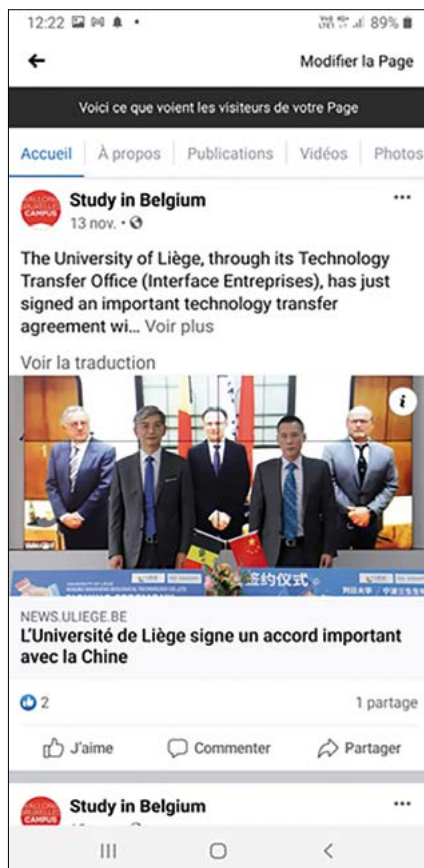 12:22 89%
Modifier la Page
Voici ce que voient les visiteurs de votre Page
Accueil À propos Publications Vidéos Photos
Study in Belgium
13 nov.
The University of Liège, through its Technology
Transfer Office (Interface Entreprises), has just
signed an important technology transfer
agreement wi... Voir plus
Voir la traduction
签约仪式
NEWS.ULIEGE.BE
L'Université de Liège signe un accord important
avec la Chine
2 1 partage
J'aime Commenter Partager
Study in Belgium